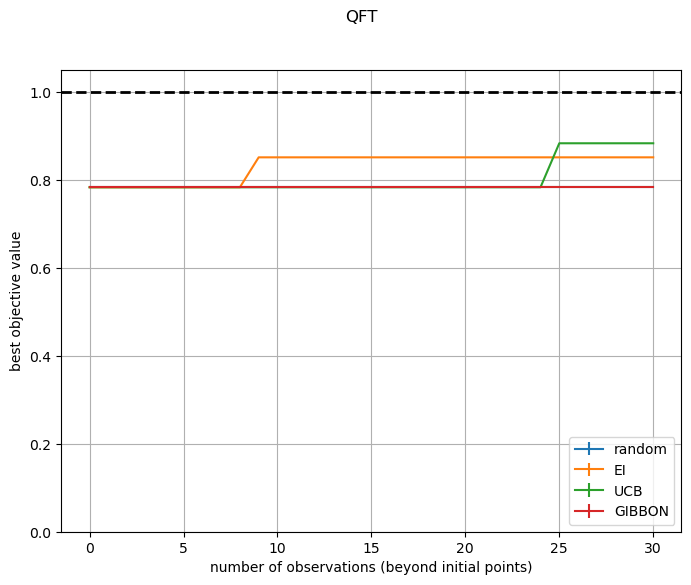 QFT
1.0
0.8
0.6
0.4
0.2
0.0
best objective value
0 5 10 15 20 25 30
number of observations (beyond initial points)
random
EI
UCB
GIBBON